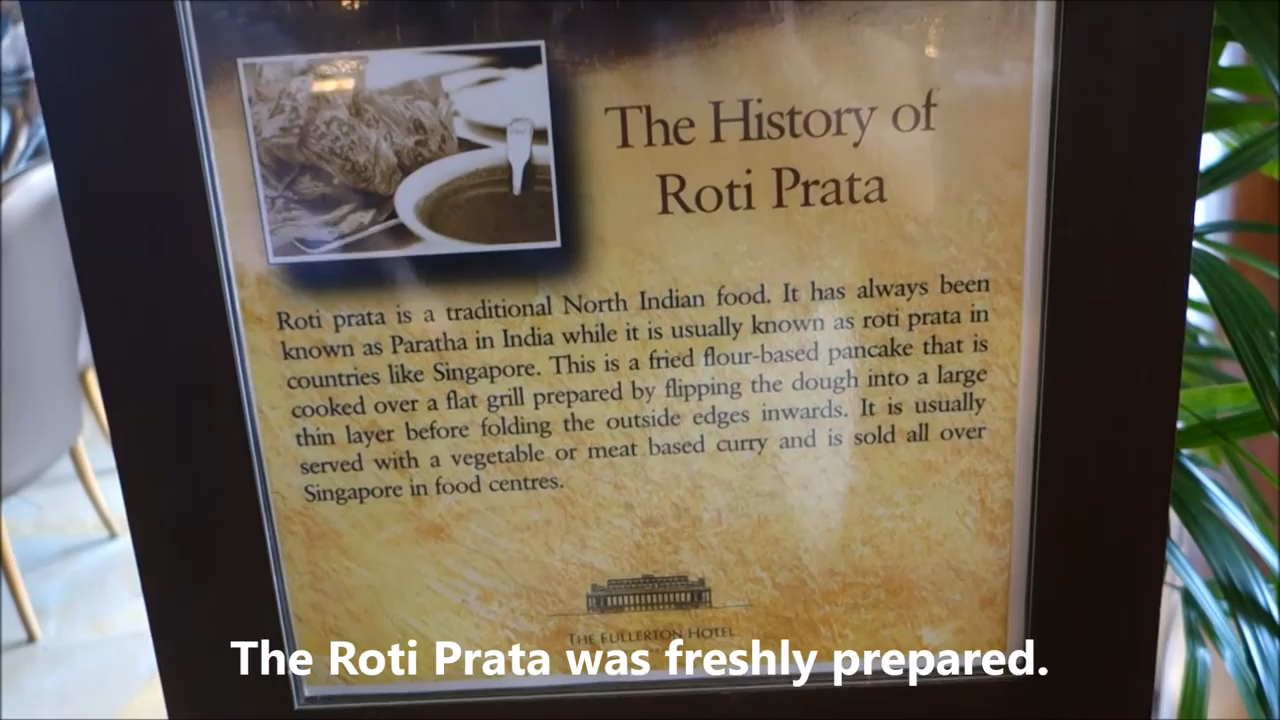 The History of
Roti Prata
Roti prata is a traditional North Indian food. It has always been
known as Paratha in India while it is usually known as roti prata in
countries like Singapore. This is a fried flour-based pancake that is
cooked over a flat grill prepared by flipping the dough into a large
thin layer before folding the outside edges inwards. It is usually
served with a vegetable or meat based curry and is sold all over
Singapore in food centres.
THE FULLERTON HOTEL
The Roti Prata was freshly prepared.